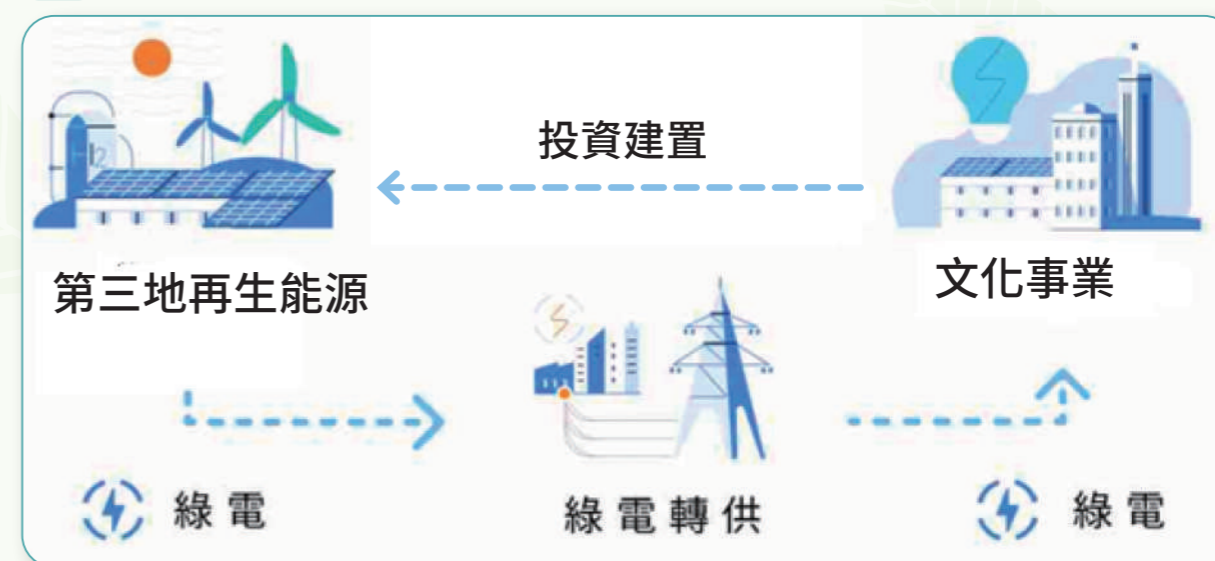 投資建置
第三地再生能源
文化事業
綠電
綠電轉供
綠電